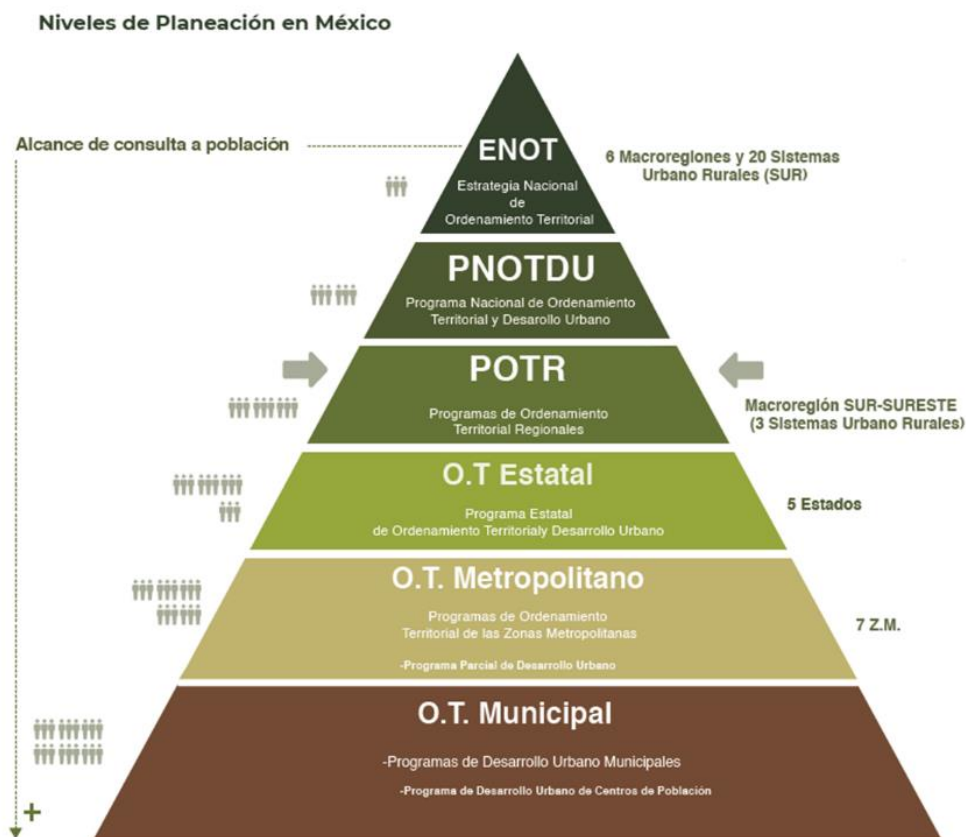 Niveles de Planeación en México
Alcance de consulta a población
ENOT
Estrategia Nacional
de
Ordenamiento Territorial
6 Macroregiones y 20 Sistemas
Urbano Rurales (SUR)
PNOTDU
Programa Nacional de Ordenamiento
Territorial y Desarollo Urbano
POTR
Programas de Ordenamiento
Territorial Regionales
Macroregión SUR-SURESTE
(3 Sistemas Urbano Rurales)
O.T Estatal
Programa Estatal
de Ordenamiento Territorialy Desarrollo Urbano
5 Estados
O.T. Metropolitano
Programas de Ordenamiento
Territorial de las Zonas Metropolitanas
-Programa Parcial de Desarrollo Urbano
7 Z.M.
O.T. Municipal
-Programas de Desarrollo Urbano Municipales
-Programa de Desarrollo Urbano de Centros de Población
+